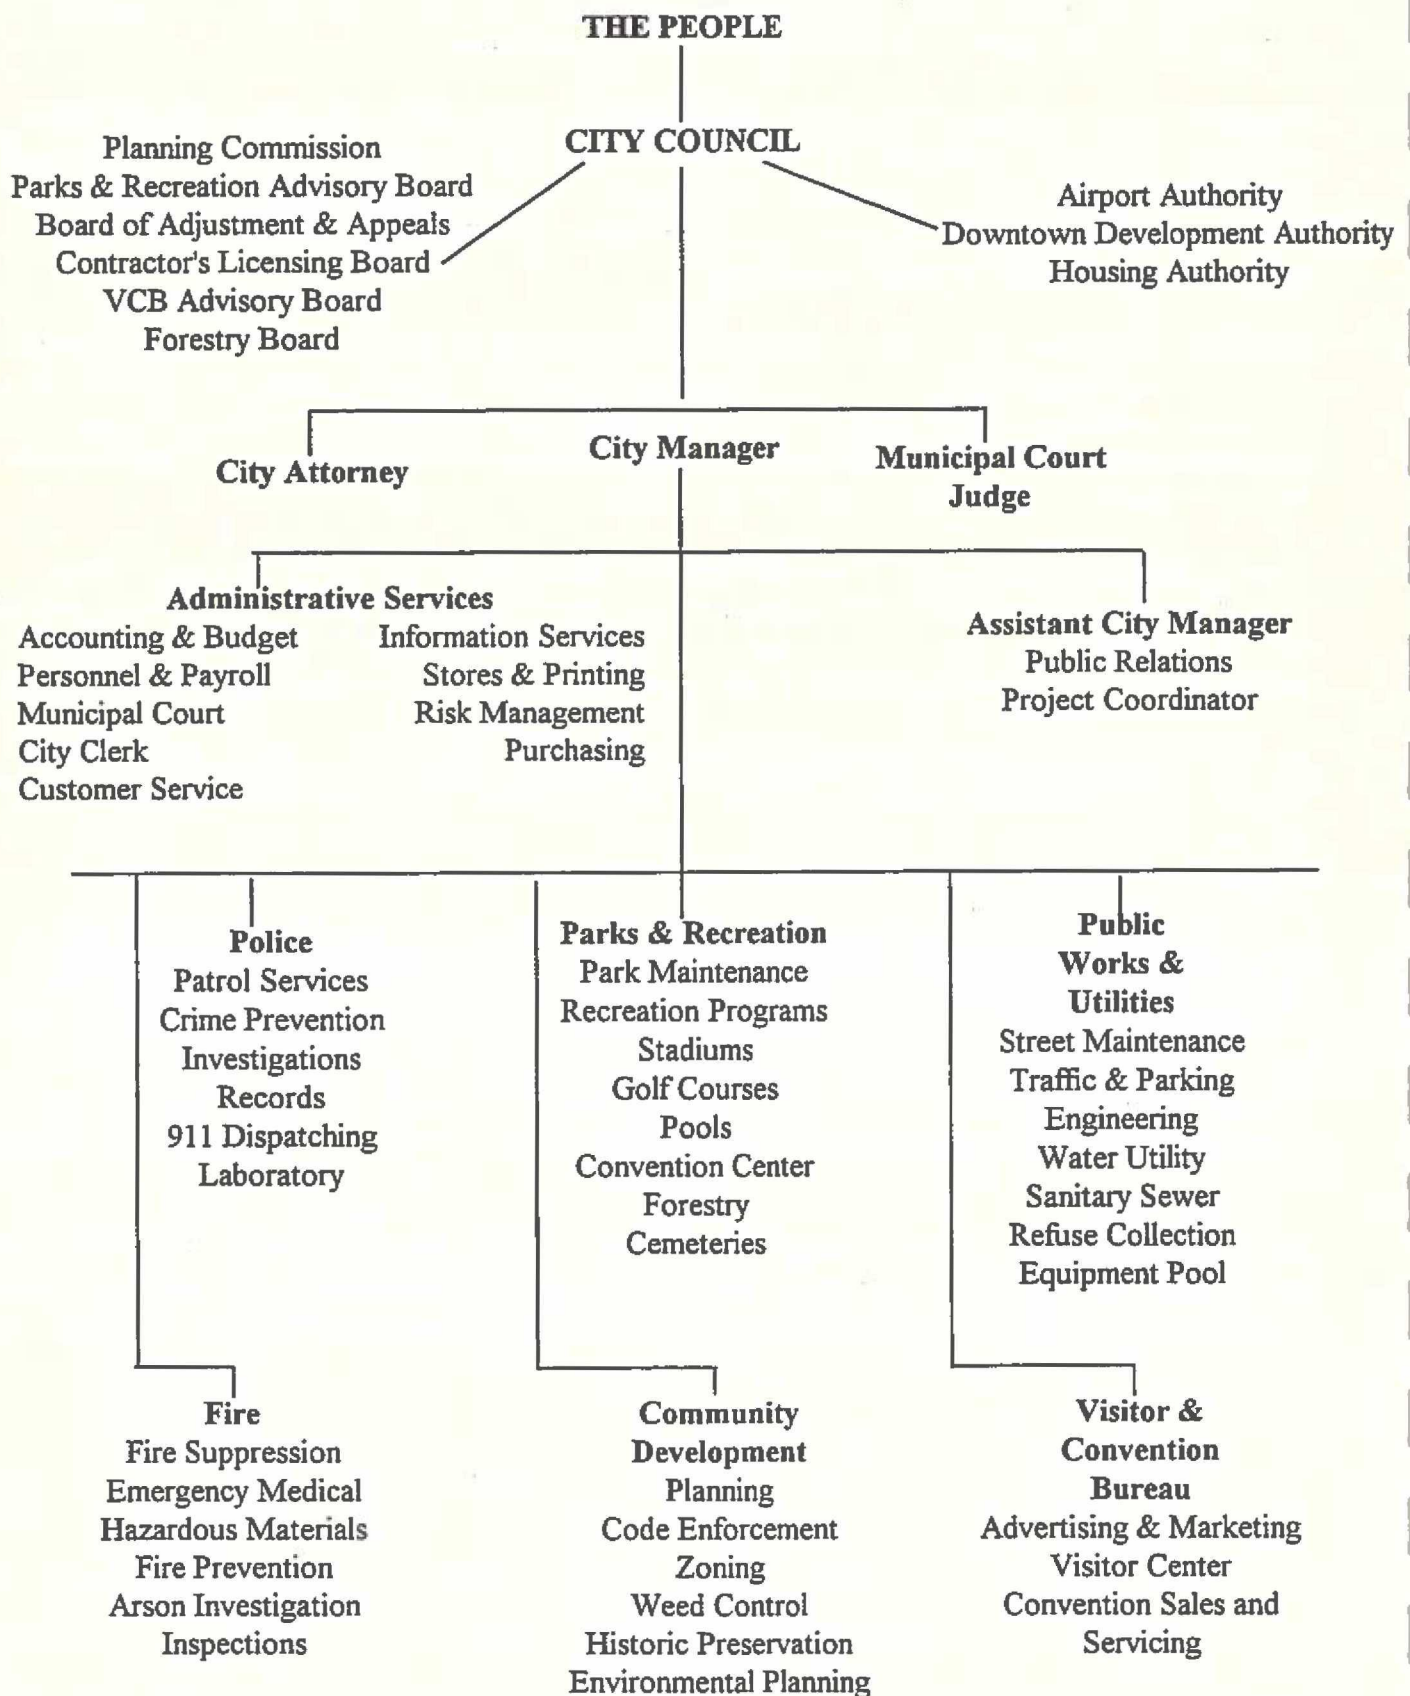 THE PEOPLE
CITY COUNCIL
Planning Commission
Parks & Recreation Advisory Board
Board of Adjustment & Appeals
Contractor's Licensing Board
VCB Advisory Board
Forestry Board
Airport Authority
Downtown Development Authority
Housing Authority
City Attorney
City Manager
Municipal Court
Judge
Administrative Services
Accounting & Budget
Personnel & Payroll
Municipal Court
City Clerk
Customer Service
Information Services
Stores & Printing
Risk Management
Purchasing
Assistant City Manager
Public Relations
Project Coordinator
Police
Patrol Services
Crime Prevention
Investigations
Records
911 Dispatching
Laboratory
Parks & Recreation
Park Maintenance
Recreation Programs
Stadiums
Golf Courses
Pools
Convention Center
Forestry
Cemeteries
Public
Works &
Utilities
Street Maintenance
Traffic & Parking
Engineering
Water Utility
Sanitary Sewer
Refuse Collection
Equipment Pool
Fire
Fire Suppression
Emergency Medical
Hazardous Materials
Fire Prevention
Arson Investigation
Inspections
Community
Development
Planning
Code Enforcement
Zoning
Weed Control
Historic Preservation
Environmental Planning
Visitor &
Convention
Bureau
Advertising & Marketing
Visitor Center
Convention Sales and
Servicing